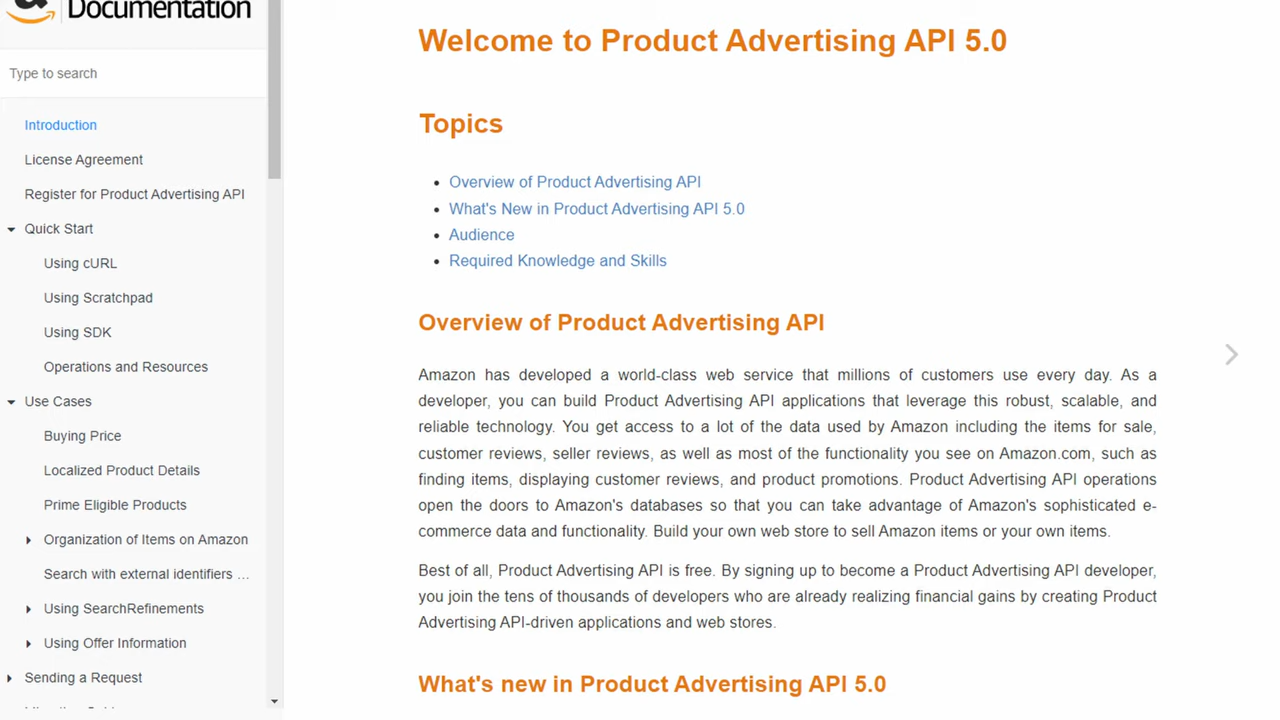 Documentation
Type to search
Introduction
License Agreement
Register for Product Advertising API
Quick Start
Using cURL
Using Scratchpad
Using SDK
Operations and Resources
Use Cases
Buying Price
Localized Product Details
Prime Eligible Products
Organization of Items on Amazon
Search with external identifiers ...
Using SearchRefinements
Using Offer Information
Sending a Request
Welcome to Product Advertising API 5.0
Topics
Overview of Product Advertising API
What's New in Product Advertising API 5.0
Audience
Required Knowledge and Skills
Overview of Product Advertising API
Amazon has developed a world-class web service that millions of customers use every day. As a
developer, you can build Product Advertising API applications that leverage this robust, scalable, and
reliable technology. You get access to a lot of the data used by Amazon including the items for sale,
customer reviews, seller reviews, as well as most of the functionality you see on Amazon.com, such as
finding items, displaying customer reviews, and product promotions. Product Advertising API operations
open the doors to Amazon's databases so that you can take advantage of Amazon's sophisticated e-
commerce data and functionality. Build your own web store to sell Amazon items or your own items.
Best of all, Product Advertising API is free. By signing up to become a Product Advertising API developer,
you join the tens of thousands of developers who are already realizing financial gains by creating Product
Advertising API-driven applications and web stores.
What's new in Product Advertising API 5.0